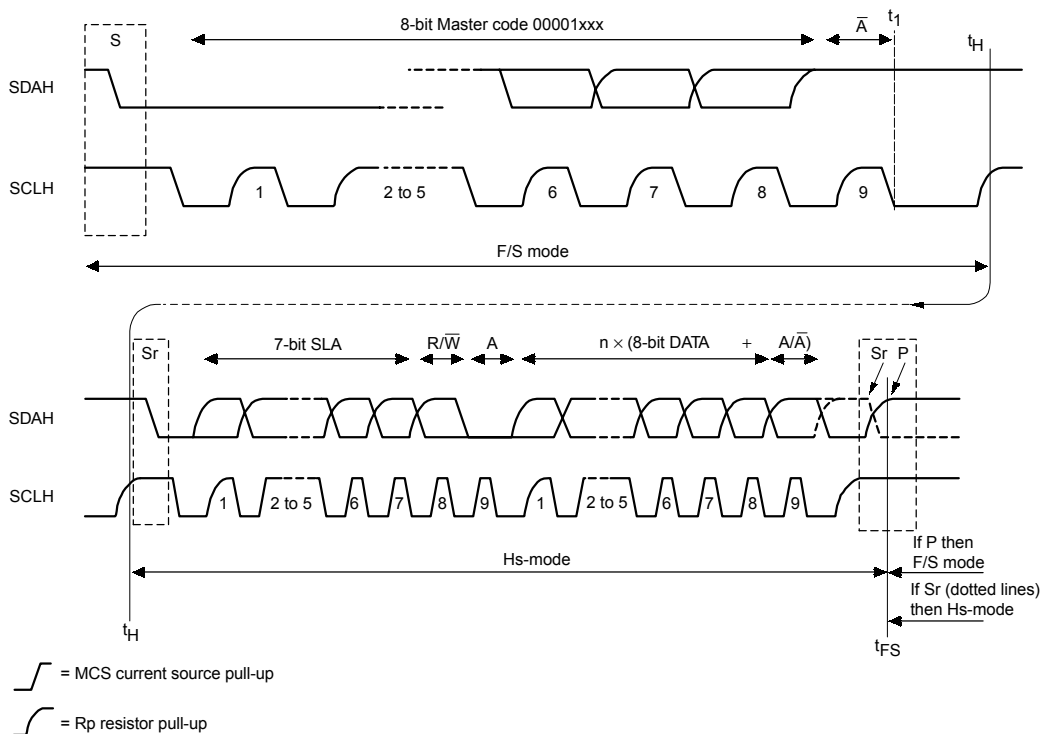 8-bit Master code 00001xxx
S
A̅
t1
tH
SDAH
SCLH
1
2 to 5
6
7
8
9
F/S mode
Sr
7-bit SLA
R/W̅
A
n × (8-bit DATA + A/A̅)
Sr P
SDAH
SCLH
1
2 to 5
6
7
8
9
1
2 to 5
6
7
8
9
Hs-mode
If P then
F/S mode
If Sr (dotted lines)
then Hs-mode
tH
tFS
= MCS current source pull-up
= Rp resistor pull-up